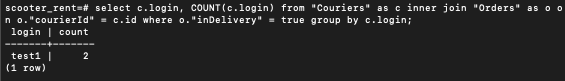 scooter_rent=# select c.login, COUNT(c.login) from "Couriers" as c inner join "Orders" as o o
n o."courierId" = c.id where o."inDelivery" = true group by c.login;
 login | count
-------+-------
 test1 |     2
(1 row)